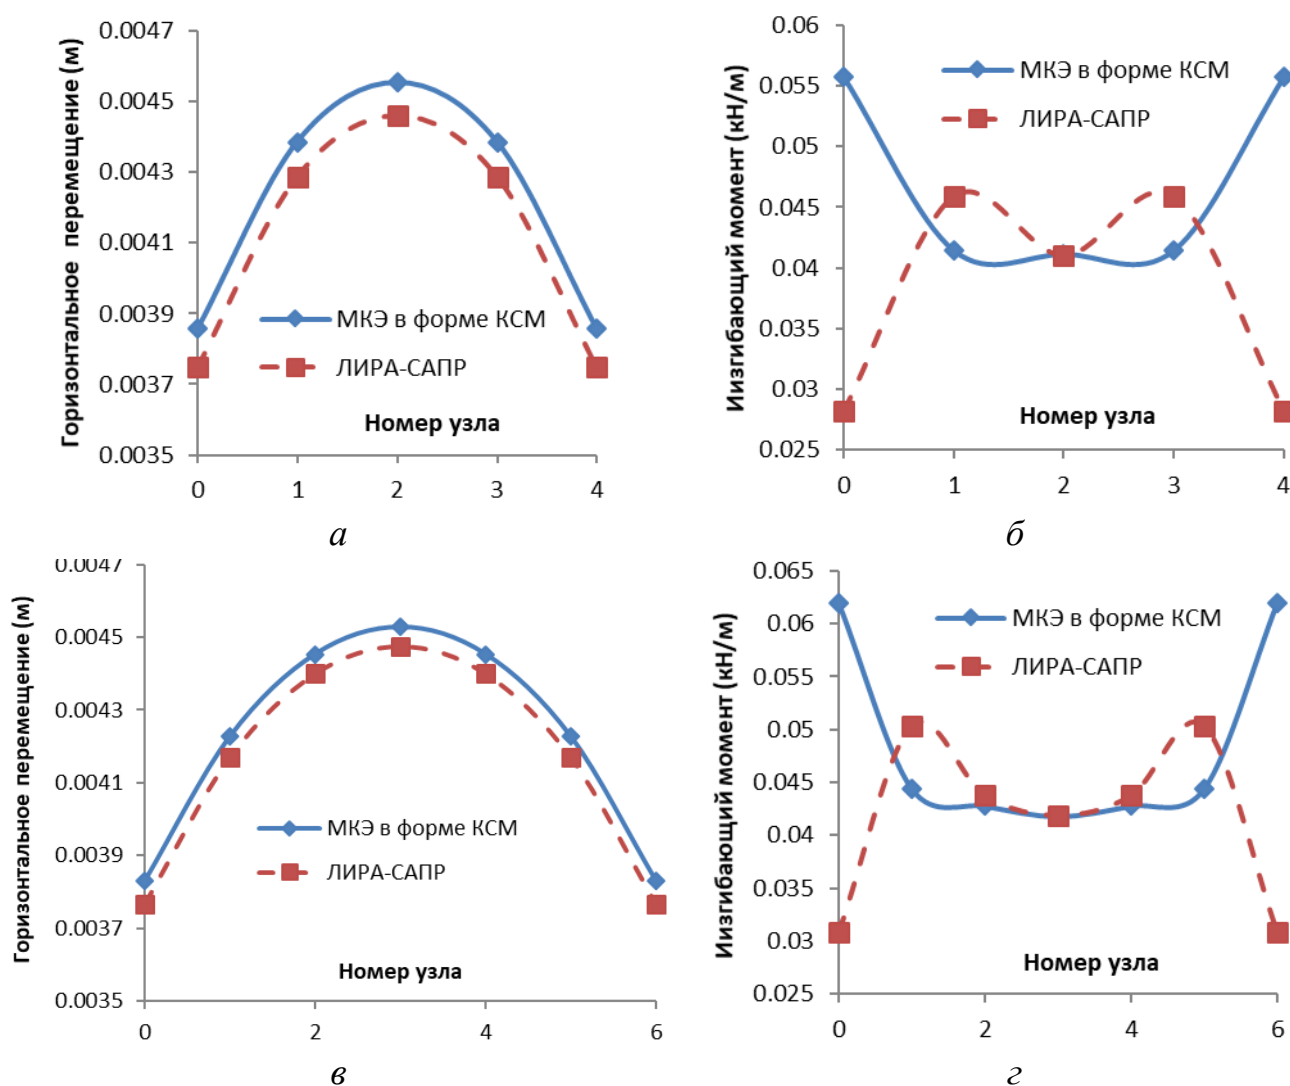 Горизонтальное перемещение (м)
0.0047
0.0045
0.0043
0.0041
0.0039
0.0037
0.0035
МКЭ в форме КСМ
ЛИРА-САПР
Номер узла
0 1 2 3 4
а
Иизгибающий момент (кН/м)
0.06
0.055
0.05
0.045
0.04
0.035
0.03
0.025
МКЭ в форме КСМ
ЛИРА-САПР
Номер узла
0 1 2 3 4
б
Горизонтальное перемещение (м)
0.0047
0.0045
0.0043
0.0041
0.0039
0.0037
0.0035
МКЭ в форме КСМ
ЛИРА-САПР
Номер узла
0 2 4 6
в
Иизгибающий момент (кН/м)
0.065
0.06
0.055
0.05
0.045
0.04
0.035
0.03
0.025
МКЭ в форме КСМ
ЛИРА-САПР
Номер узла
0 2 4 6
г